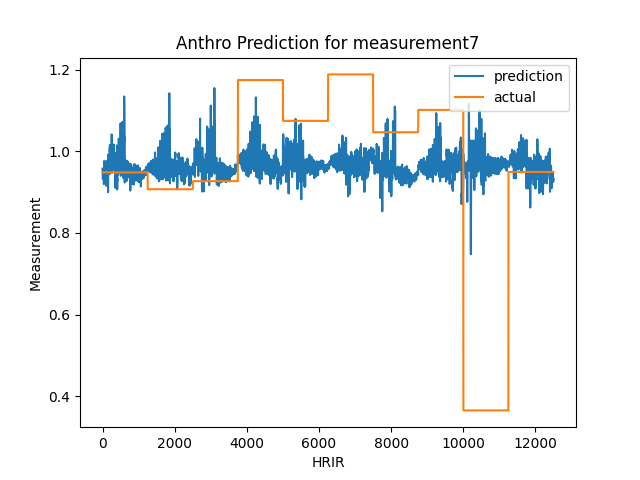 Anthro Prediction for measurement7
prediction
actual
Measurement
1.2
1.0
0.8
0.6
0.4
0 2000 4000 6000 8000 10000 12000
HRIR